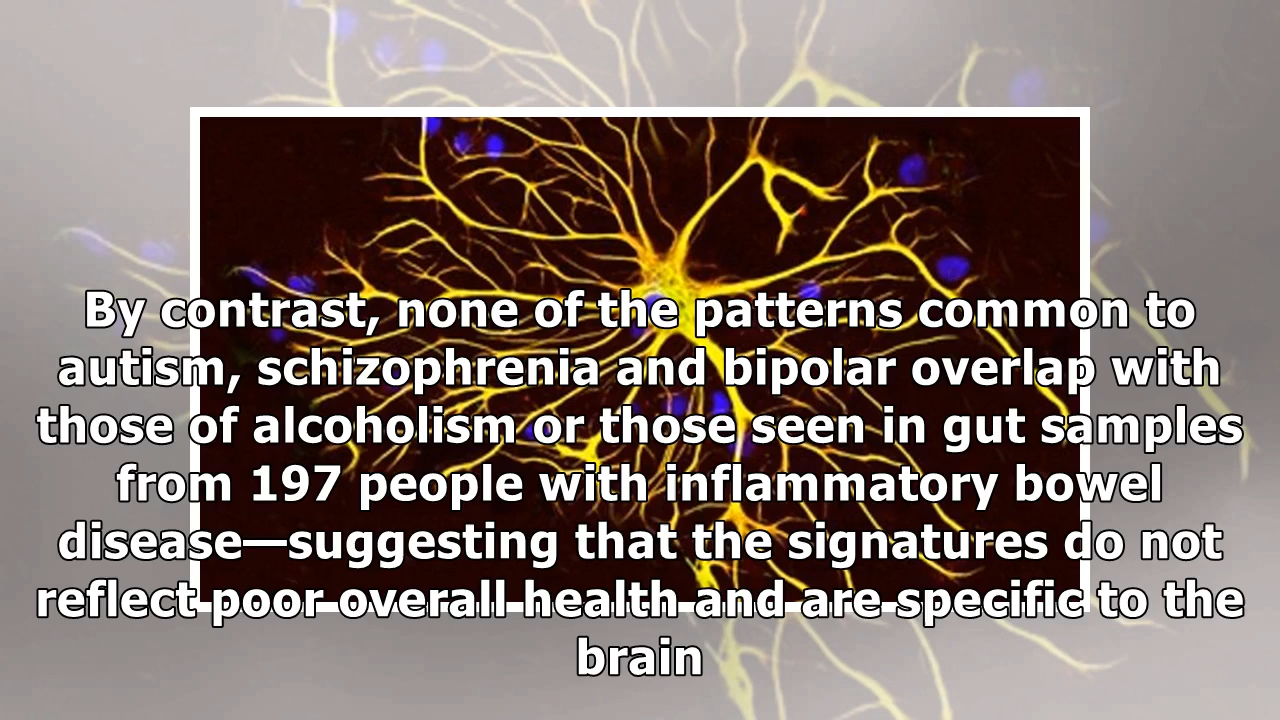 By contrast, none of the patterns common to
autism, schizophrenia and bipolar overlap with
those of alcoholism or those seen in gut samples
from 197 people with inflammatory bowel
disease—suggesting that the signatures do not
reflect poor overall health and are specific to the
brain